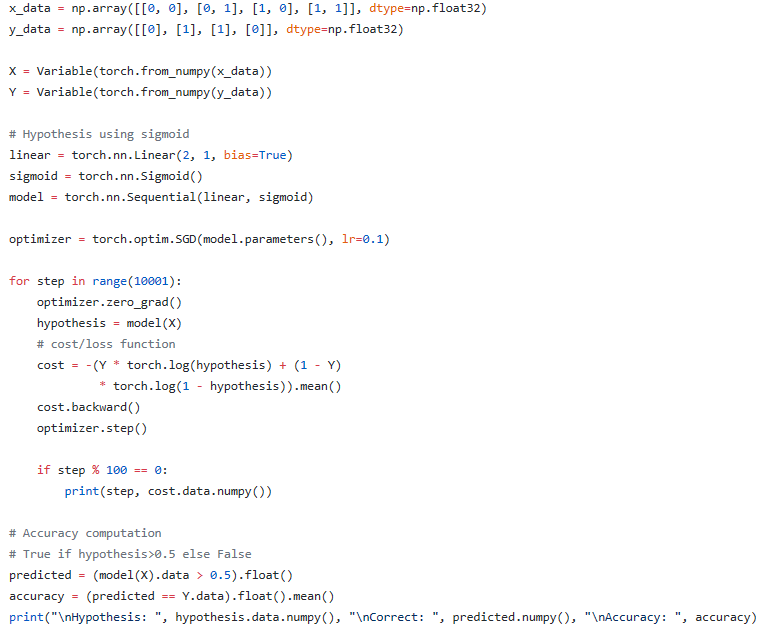 x_data = np.array([[0, 0], [0, 1], [1, 0], [1, 1]], dtype=np.float32)
y_data = np.array([[0], [1], [1], [0]], dtype=np.float32)

X = Variable(torch.from_numpy(x_data))
Y = Variable(torch.from_numpy(y_data))

# Hypothesis using sigmoid
linear = torch.nn.Linear(2, 1, bias=True)
sigmoid = torch.nn.Sigmoid()
model = torch.nn.Sequential(linear, sigmoid)

optimizer = torch.optim.SGD(model.parameters(), lr=0.1)

for step in range(10001):
    optimizer.zero_grad()
    hypothesis = model(X)
    # cost/loss function
    cost = -(Y * torch.log(hypothesis) + (1 - Y)
             * torch.log(1 - hypothesis)).mean()
    cost.backward()
    optimizer.step()

    if step % 100 == 0:
        print(step, cost.data.numpy())

# Accuracy computation
# True if hypothesis>0.5 else False
predicted = (model(X).data > 0.5).float()
accuracy = (predicted == Y.data).float().mean()
print("\nHypothesis: ", hypothesis.data.numpy(), "\nCorrect: ", predicted.numpy(), "\nAccuracy: ", accuracy)